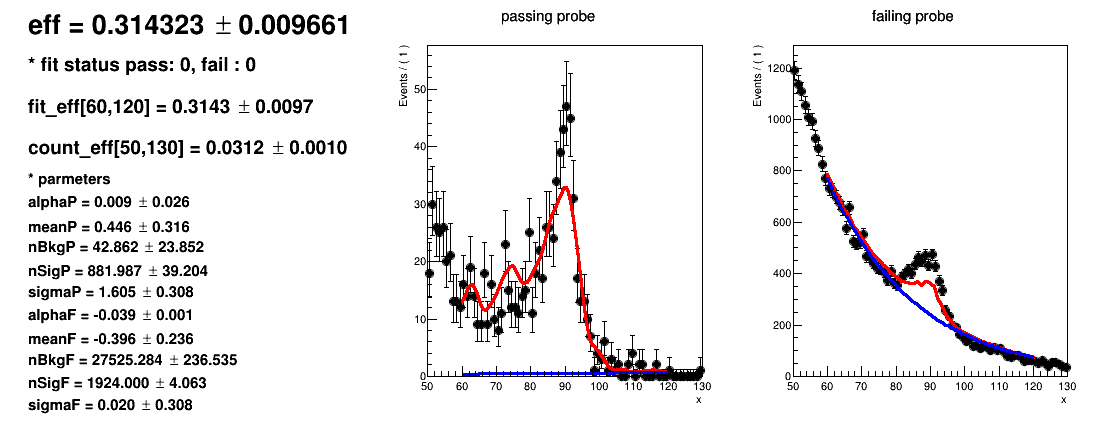 eff = 0.314323 ± 0.009661
* fit status pass: 0, fail : 0
fit_eff[60,120] = 0.3143 ± 0.0097
count_eff[50,130] = 0.0312 ± 0.0010
* parmeters
alphaP = 0.009 ± 0.026
meanP = 0.446 ± 0.316
nBkgP = 42.862 ± 23.852
nSigP = 881.987 ± 39.204
sigmaP = 1.605 ± 0.308
alphaF = -0.039 ± 0.001
meanF = -0.396 ± 0.236
nBkgF = 27525.284 ± 236.535
nSigF = 1924.000 ± 4.063
sigmaF = 0.020 ± 0.308
passing probe
Events / ( 1 )
50
40
30
20
10
0
50 60 70 80 90 100 110 120 130
x
failing probe
Events / ( 1 )
1200
1000
800
600
400
200
0
50 60 70 80 90 100 110 120 130
x